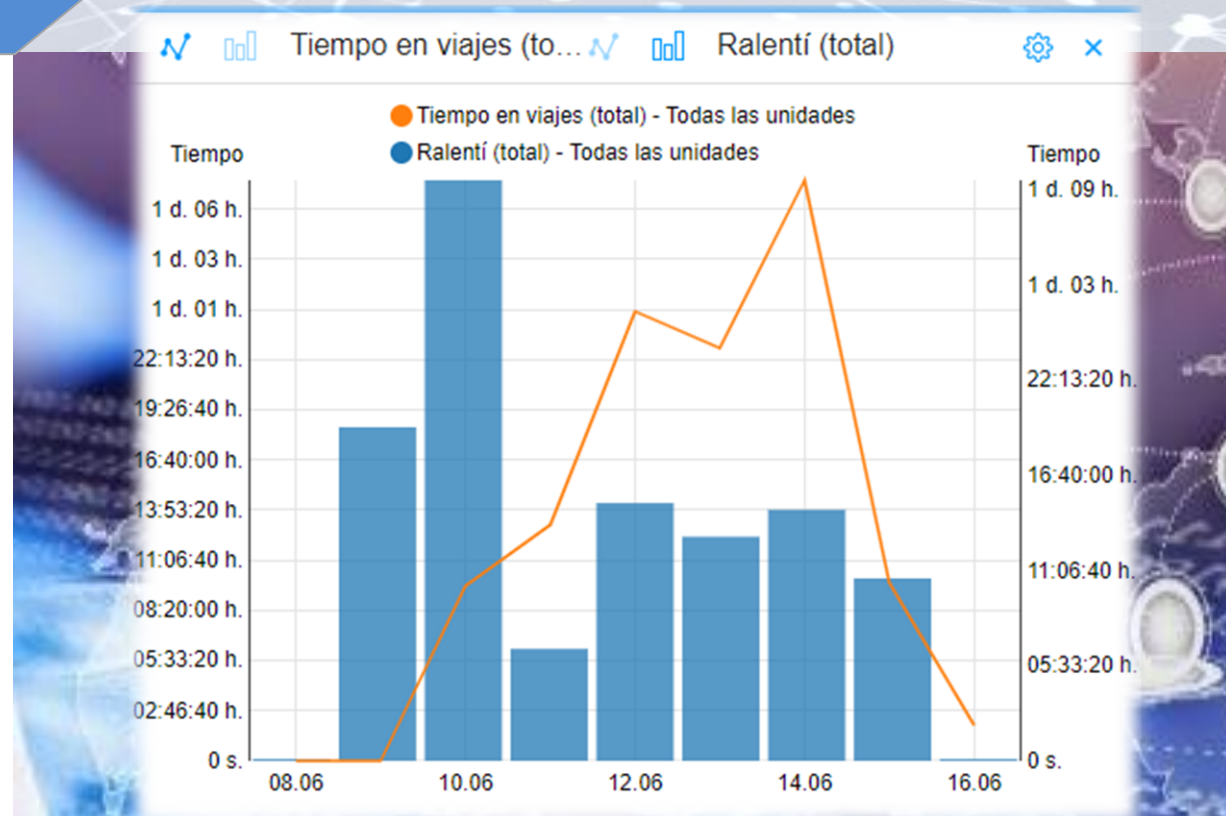 Tiempo en viajes (to... Ralentí (total)
Tiempo en viajes (total) - Todas las unidades
Ralentí (total) - Todas las unidades
Tiempo
Tiempo
1 d. 06 h.
1 d. 03 h.
1 d. 01 h.
22:13:20 h.
19:26:40 h.
16:40:00 h.
13:53:20 h.
11:06:40 h.
08:20:00 h.
05:33:20 h.
02:46:40 h.
0 s.
1 d. 09 h.
1 d. 03 h.
22:13:20 h.
16:40:00 h.
11:06:40 h.
05:33:20 h.
0 s.
08.06 10.06 12.06 14.06 16.06